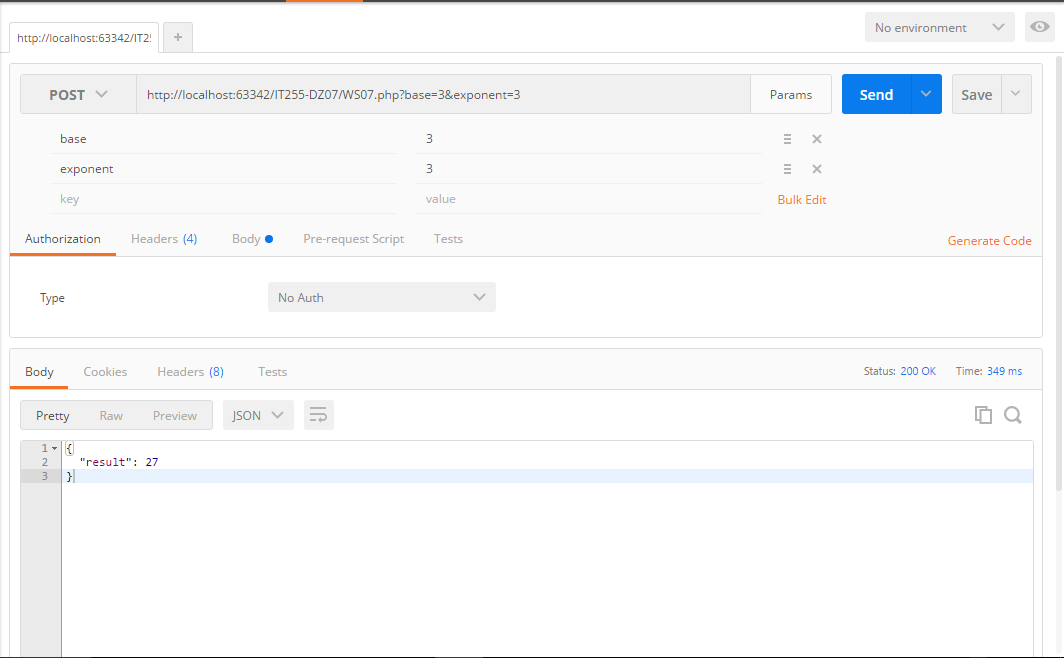 http://localhost:63342/IT25
+
No environment
POST
http://localhost:63342/IT255-DZ07/WS07.php?base=3&exponent=3
Params
Send
Save
base 3
exponent 3
key value
Bulk Edit
Authorization Headers (4) Body Pre-request Script Tests
Generate Code
Type No Auth
Body Cookies Headers (8) Tests
Status: 200 OK Time: 349 ms
Pretty Raw Preview JSON
1 {
2 "result": 27
3 }